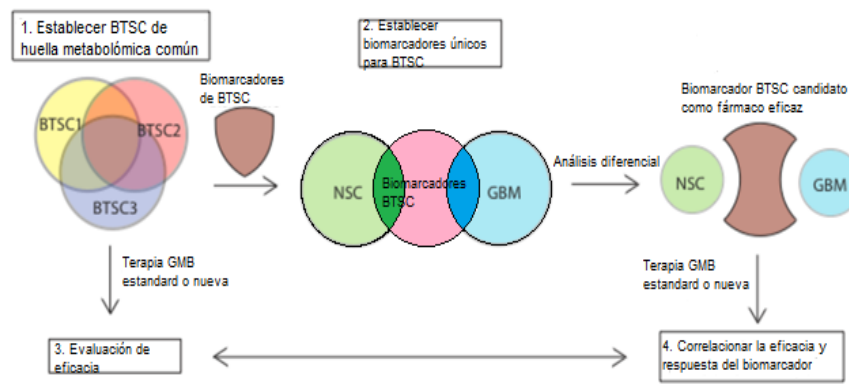 1. Establecer BTSC de
huella metabolómica común
2. Establecer
biomarcadores únicos
para BTSC
Biomarcadores
de BTSC
Biomarcador BTSC candidato
como fármaco eficaz
BTSC1
BTSC2
BTSC3
NSC
Biomarcadores
BTSC
GBM
Análisis diferencial
NSC
GBM
Terapia GMB
estandard o nueva
Terapia GMB
estandard o nueva
3. Evaluación de
eficacia
4. Correlacionar la eficacia y
respuesta del biomarcador